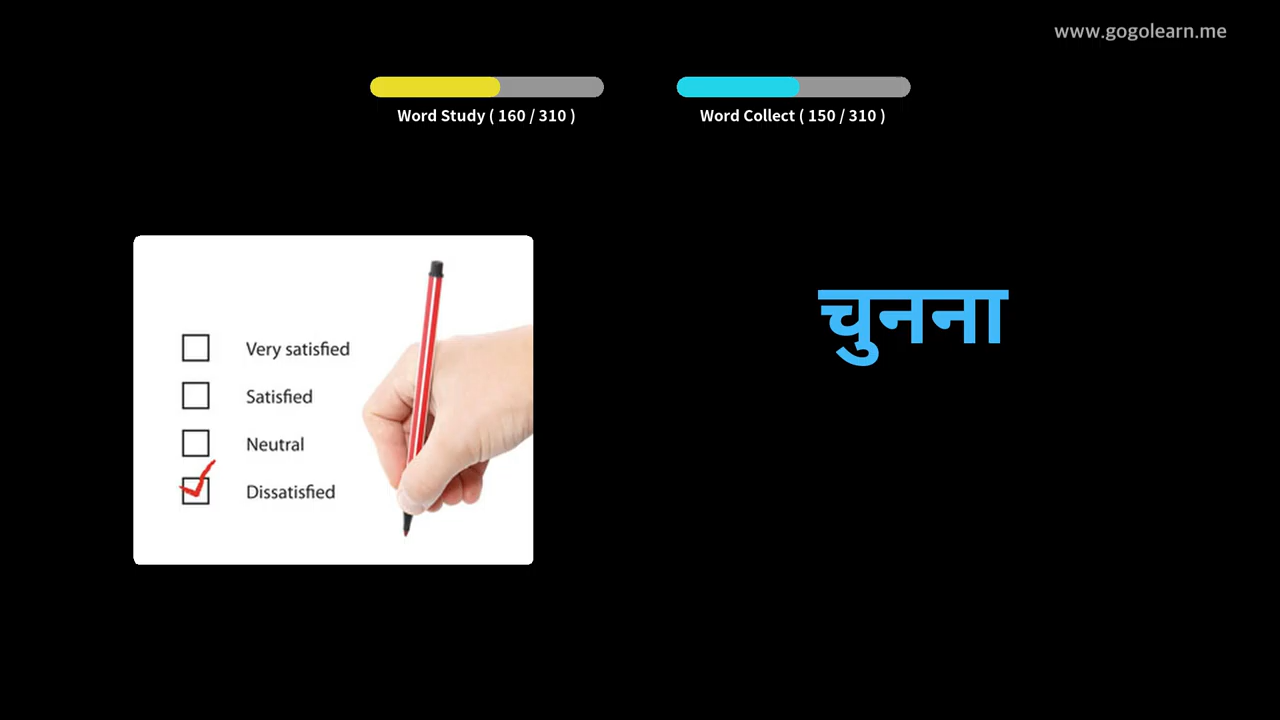 www.gogolearn.me
Word Study ( 160 / 310 )
Word Collect ( 150 / 310 )
Very satisfied
Satisfied
Neutral
Dissatisfied
चुनना